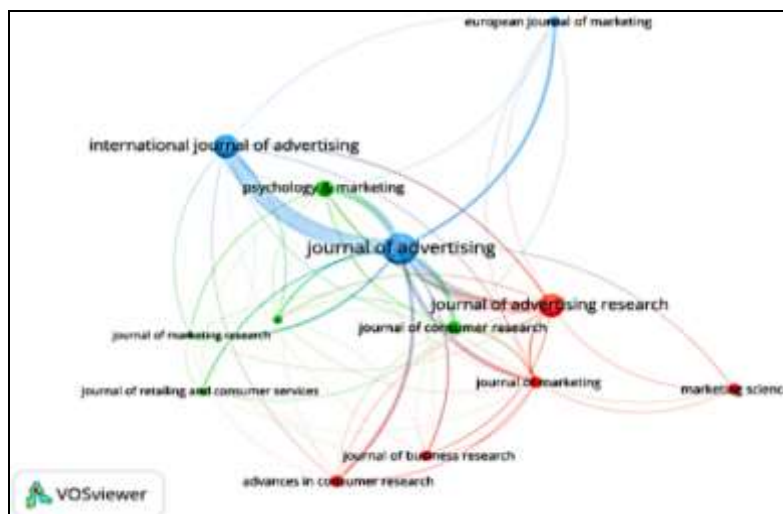 european journal of marketing
international journal of advertising
psychology & marketing
journal of advertising
journal of advertising research
journal of consumer research
journal of marketing research
journal of retailing and consumer services
journal of marketing
marketing scienc
journal of business research
advances in consumer research
VOSviewer